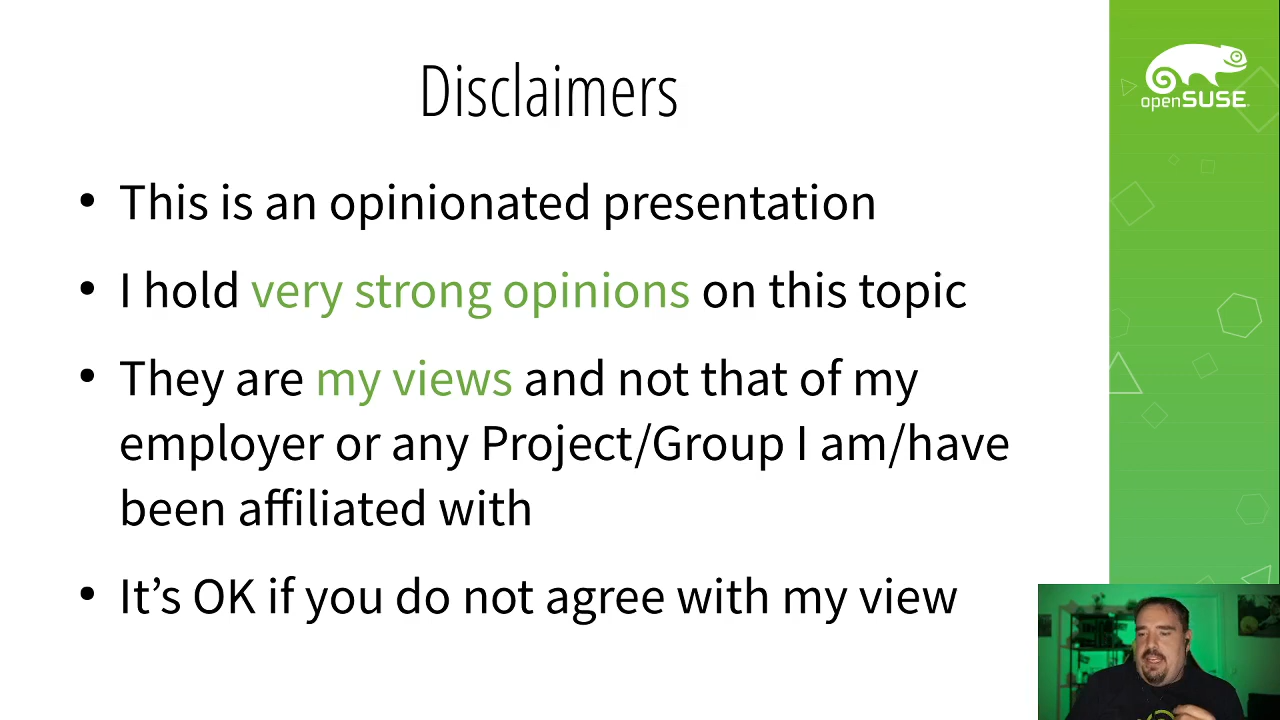 Disclaimers
openSUSE
• This is an opinionated presentation
• I hold very strong opinions on this topic
• They are my views and not that of my
employer or any Project/Group I am/have
been affiliated with
• It’s OK if you do not agree with my view